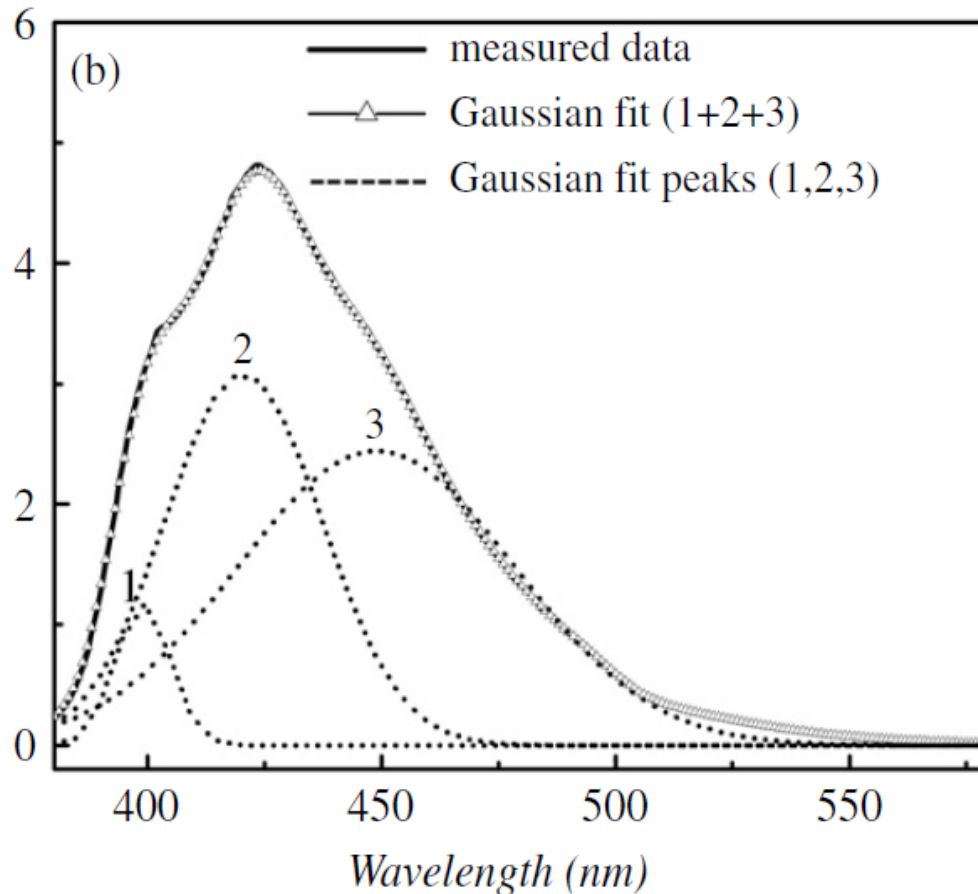 6
(b)
measured data
Gaussian fit (1+2+3)
Gaussian fit peaks (1,2,3)
4
2
3
2
1
0
400 450 500 550
Wavelength (nm)